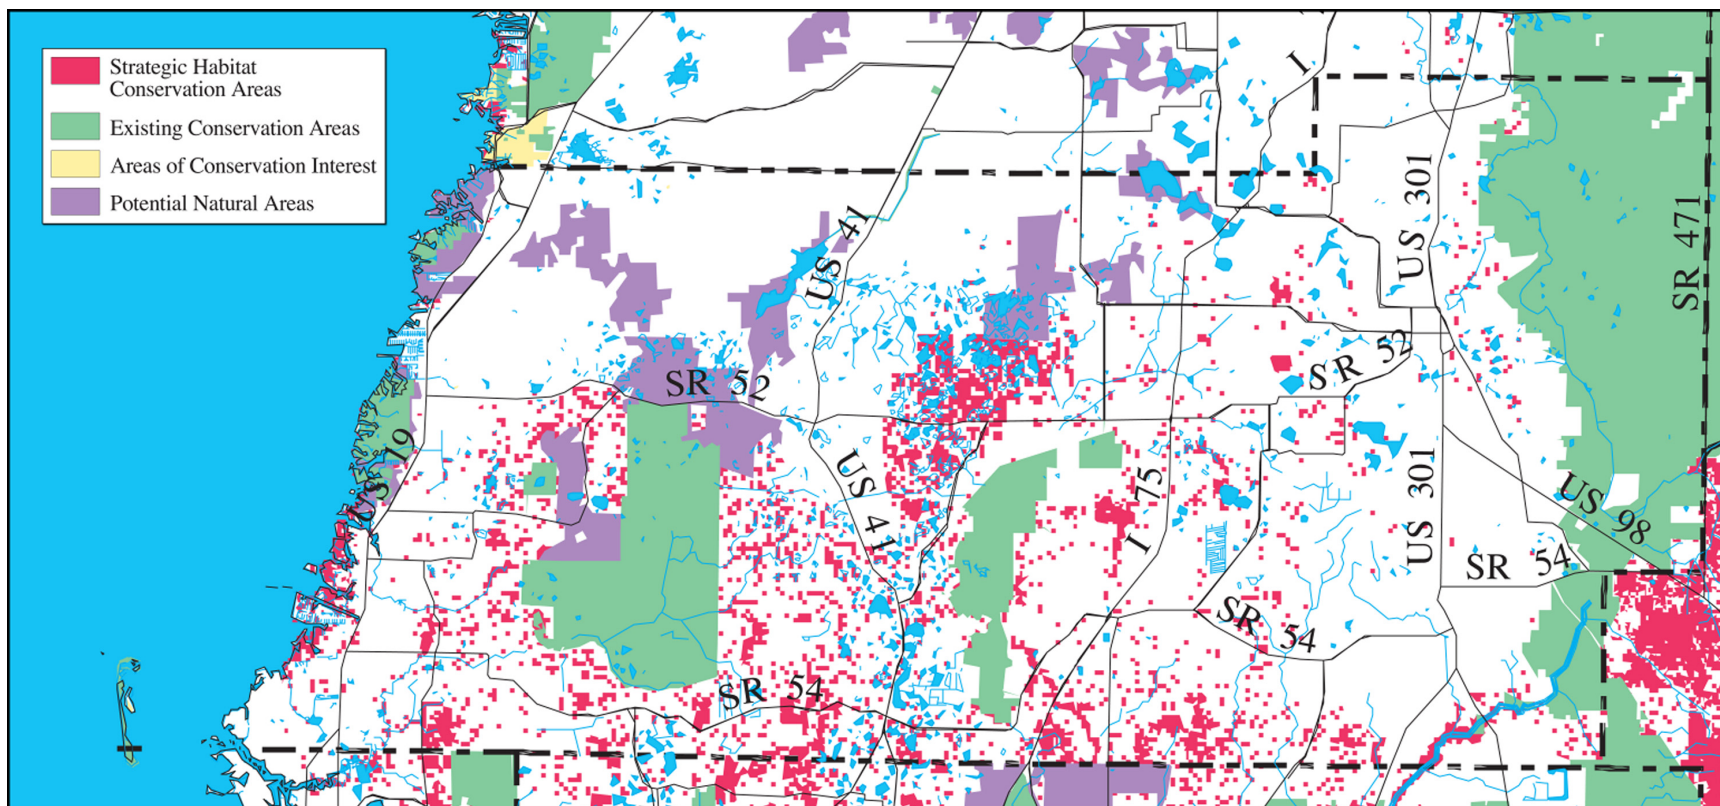 Strategic Habitat
Conservation Areas
Existing Conservation Areas
Areas of Conservation Interest
Potential Natural Areas
I
US 301
US 41
SR 471
SR 52
SR 52
US 19
US 41
I 75
US 301
US 98
SR 54
SR 54
SR 54